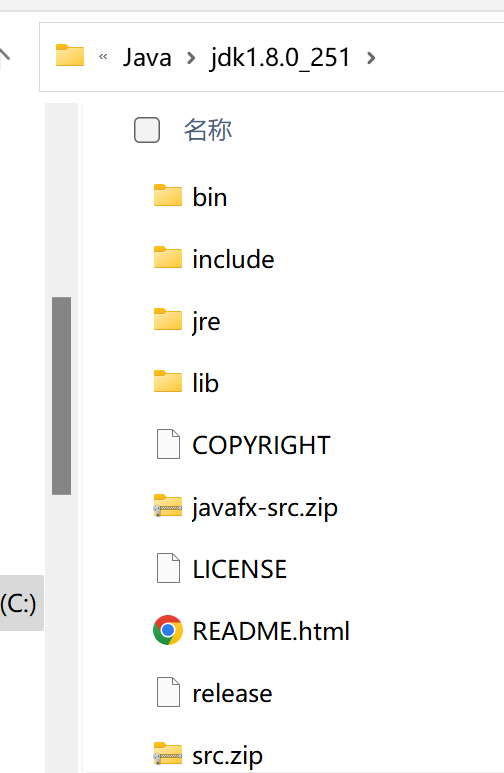 « Java > jdk1.8.0_251 >
名称
bin
include
jre
lib
COPYRIGHT
javafx-src.zip
LICENSE
(C:)
README.html
release
src.zip